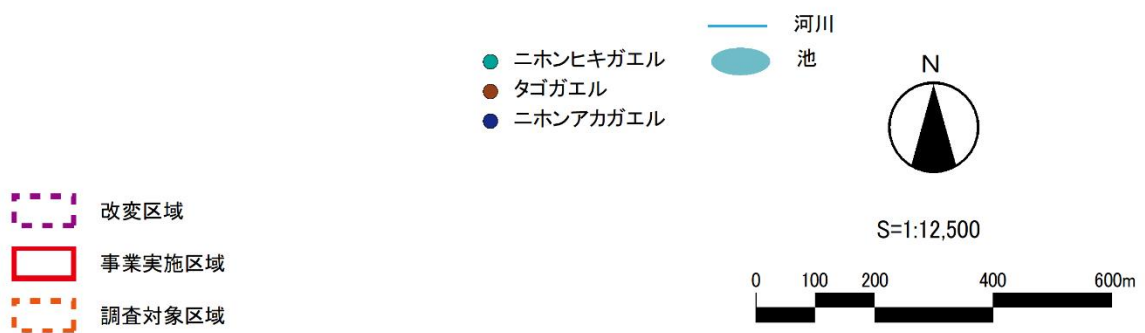 河川
池
ニホンヒキガエル
タゴガエル
ニホンアカガエル
N
S=1:12,500
0 100 200 400 600m
改変区域
事業実施区域
調査対象区域